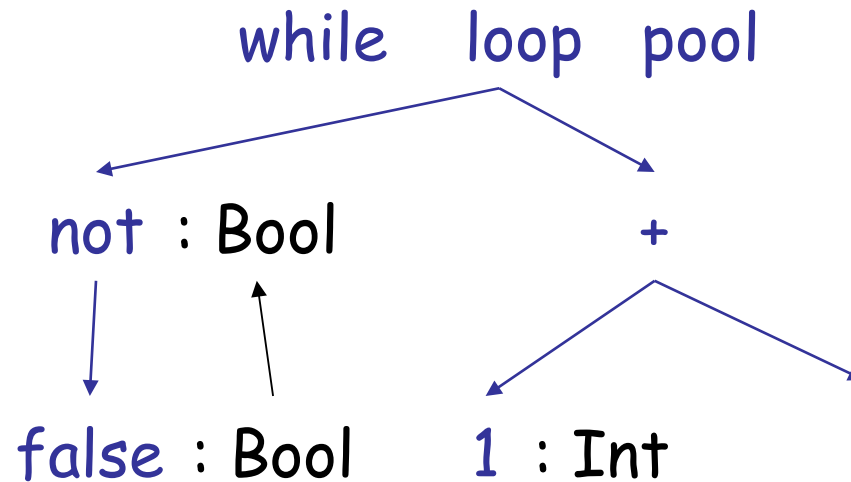 while loop pool
not : Bool +
false : Bool 1 : Int